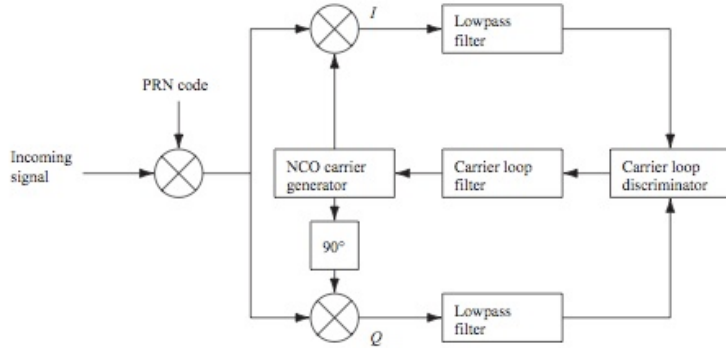 I
Lowpass
filter
PRN code
Incoming
signal
NCO carrier
generator
Carrier loop
filter
Carrier loop
discriminator
90°
Lowpass
filter
Q